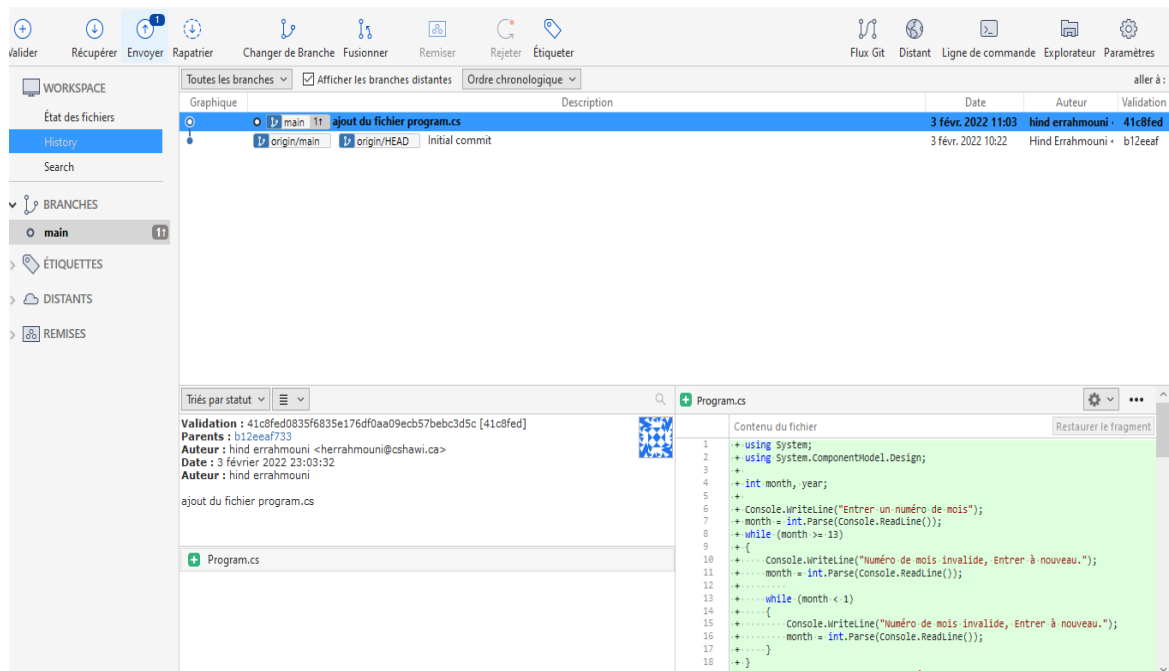 1
Valider Récupérer Envoyer Rapatrier Changer de Branche Fusionner Remiser Rejeter Étiqueter Flux Git Distant Ligne de commande Explorateur Paramètres
WORKSPACE
État des fichiers
History
Search
BRANCHES
main 1↑
ÉTIQUETTES
DISTANTS
REMISES
Toutes les branches Afficher les branches distantes Ordre chronologique aller à :
Graphique Description Date Auteur Validation
main 1↑ ajout du fichier program.cs 3 févr. 2022 11:03 hind errahmouni 41c8fed
origin/main origin/HEAD Initial commit 3 févr. 2022 10:22 Hind Errahmouni b12eeaf
Triés par statut
Validation : 41c8fed0835f6835e176df0aa09ecb57bebc3d5c [41c8fed]
Parents : b12eeaf733
Auteur : hind errahmouni <herrahmouni@cshawi.ca>
Date : 3 février 2022 23:03:32
Auteur : hind errahmouni
ajout du fichier program.cs
Program.cs
Program.cs
Contenu du fichier Restaurer le fragment
1 + using System;
2 + using System.ComponentModel.Design;
3 +
4 + int month, year;
5 +
6 + Console.WriteLine("Entrer un numéro de mois");
7 + month = int.Parse(Console.ReadLine());
8 + while (month >= 13)
9 + {
10 + Console.WriteLine("Numéro de mois invalide, Entrer à nouveau.");
11 + month = int.Parse(Console.ReadLine());
12 +
13 + while (month < 1)
14 + {
15 + Console.WriteLine("Numéro de mois invalide, Entrer à nouveau.");
16 + month = int.Parse(Console.ReadLine());
17 + }
18 + }